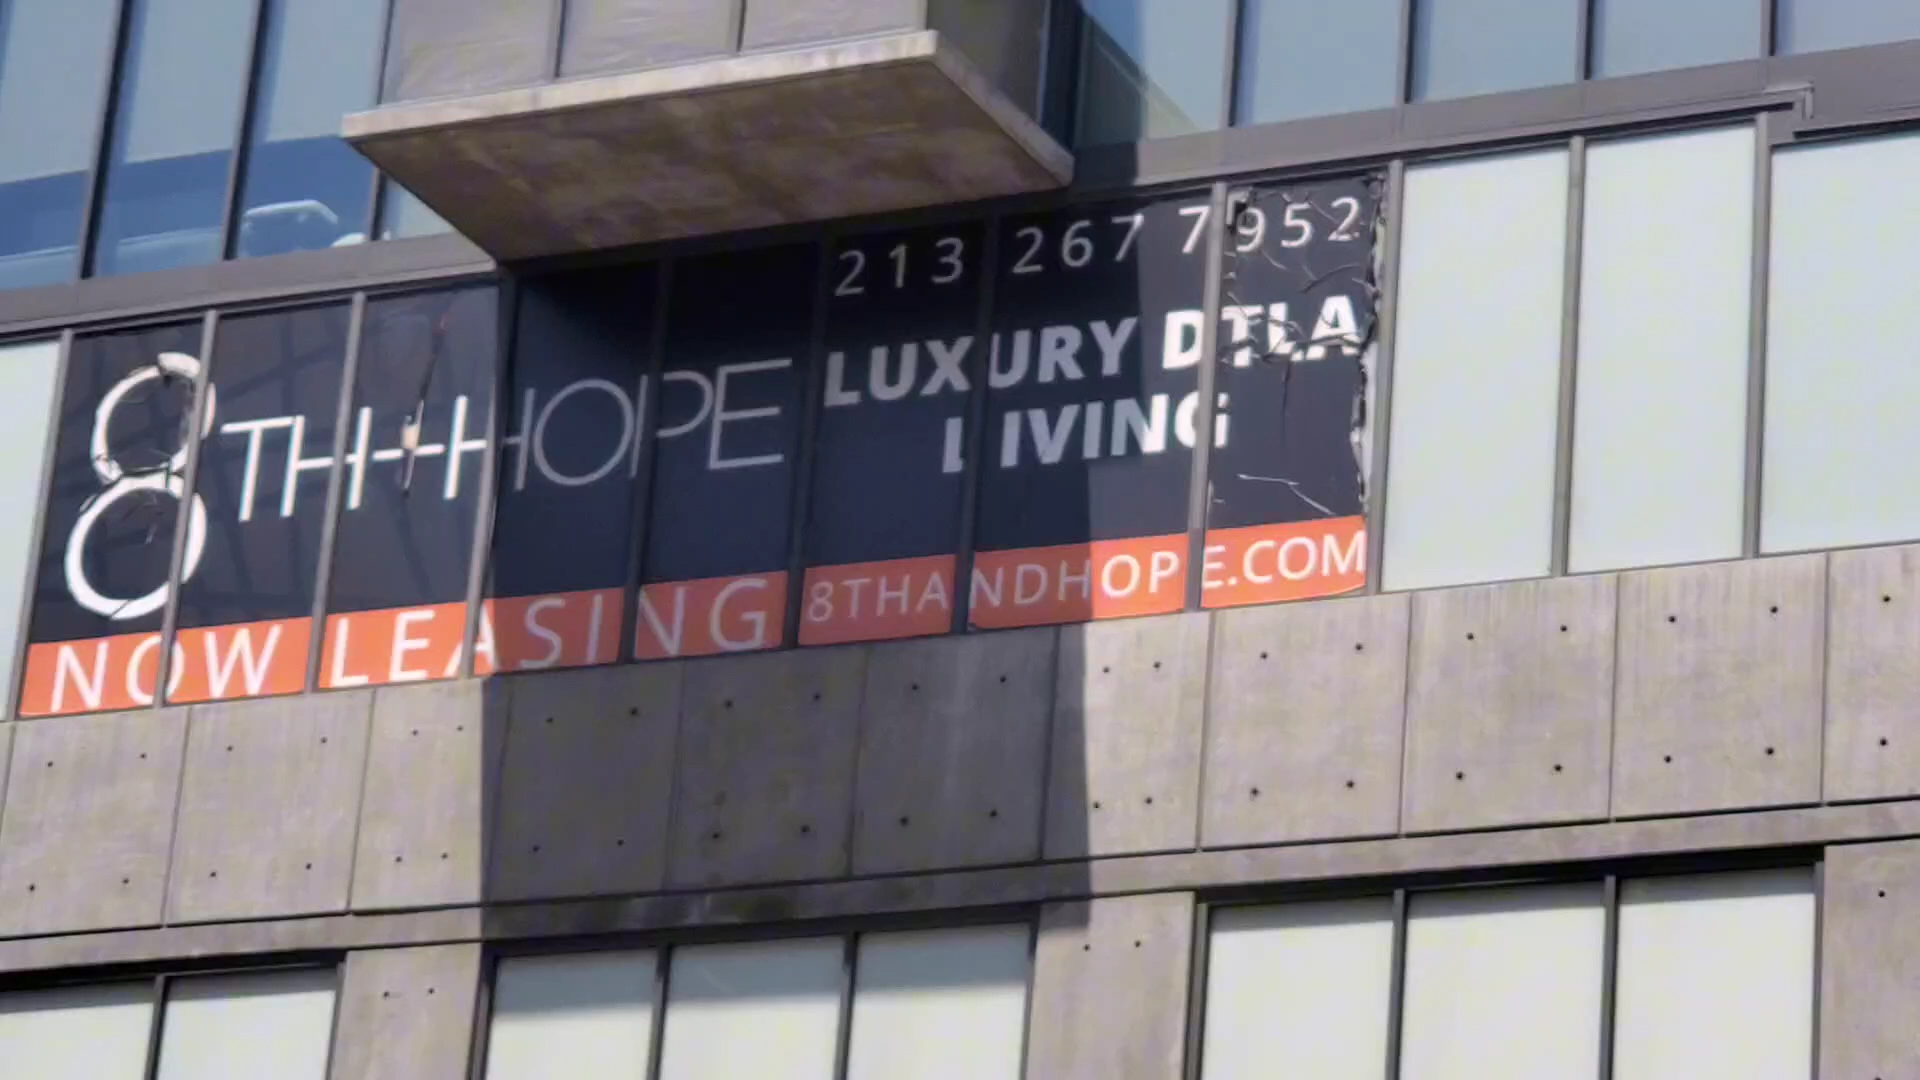 8TH+HOPE
NOW LEASING
213 267 7952
LUXURY DTLA
LIVING
8THANDHOPE.COM